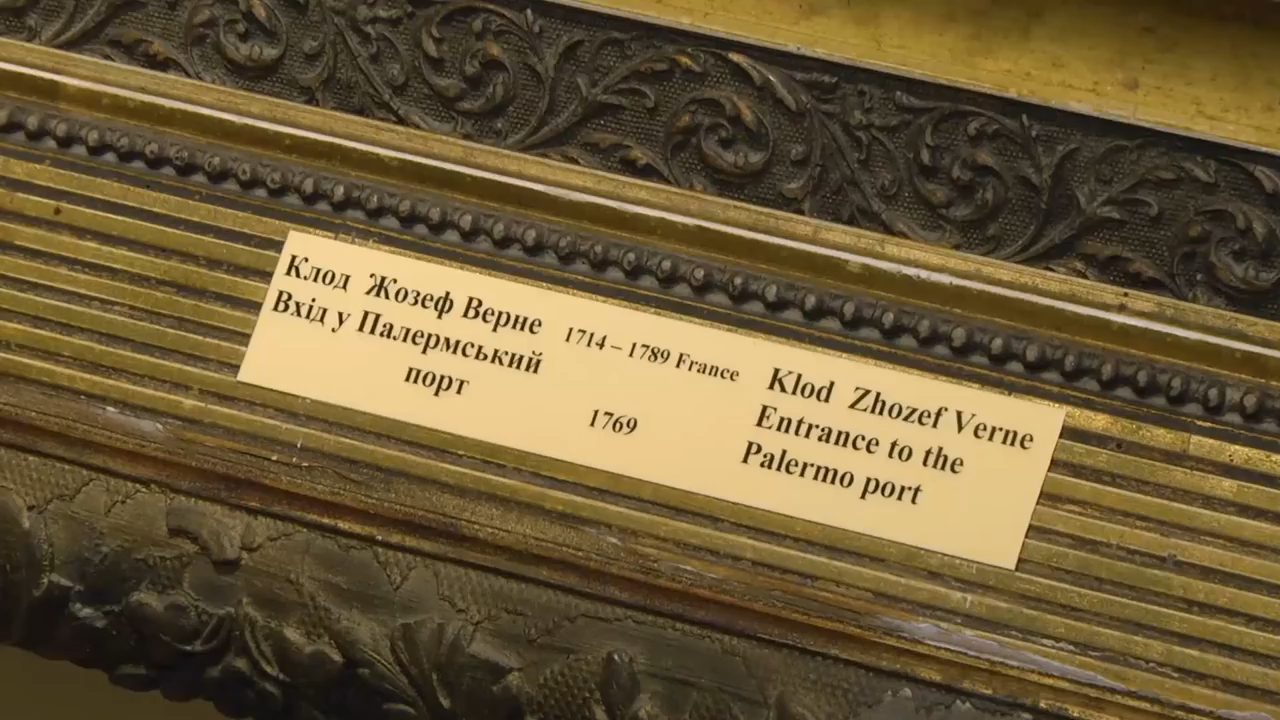 Клод Жозеф Верне
Вхід у Палермський
порт
1714 – 1789 France
1769
Klod Zhozef Verne
Entrance to the
Palermo port